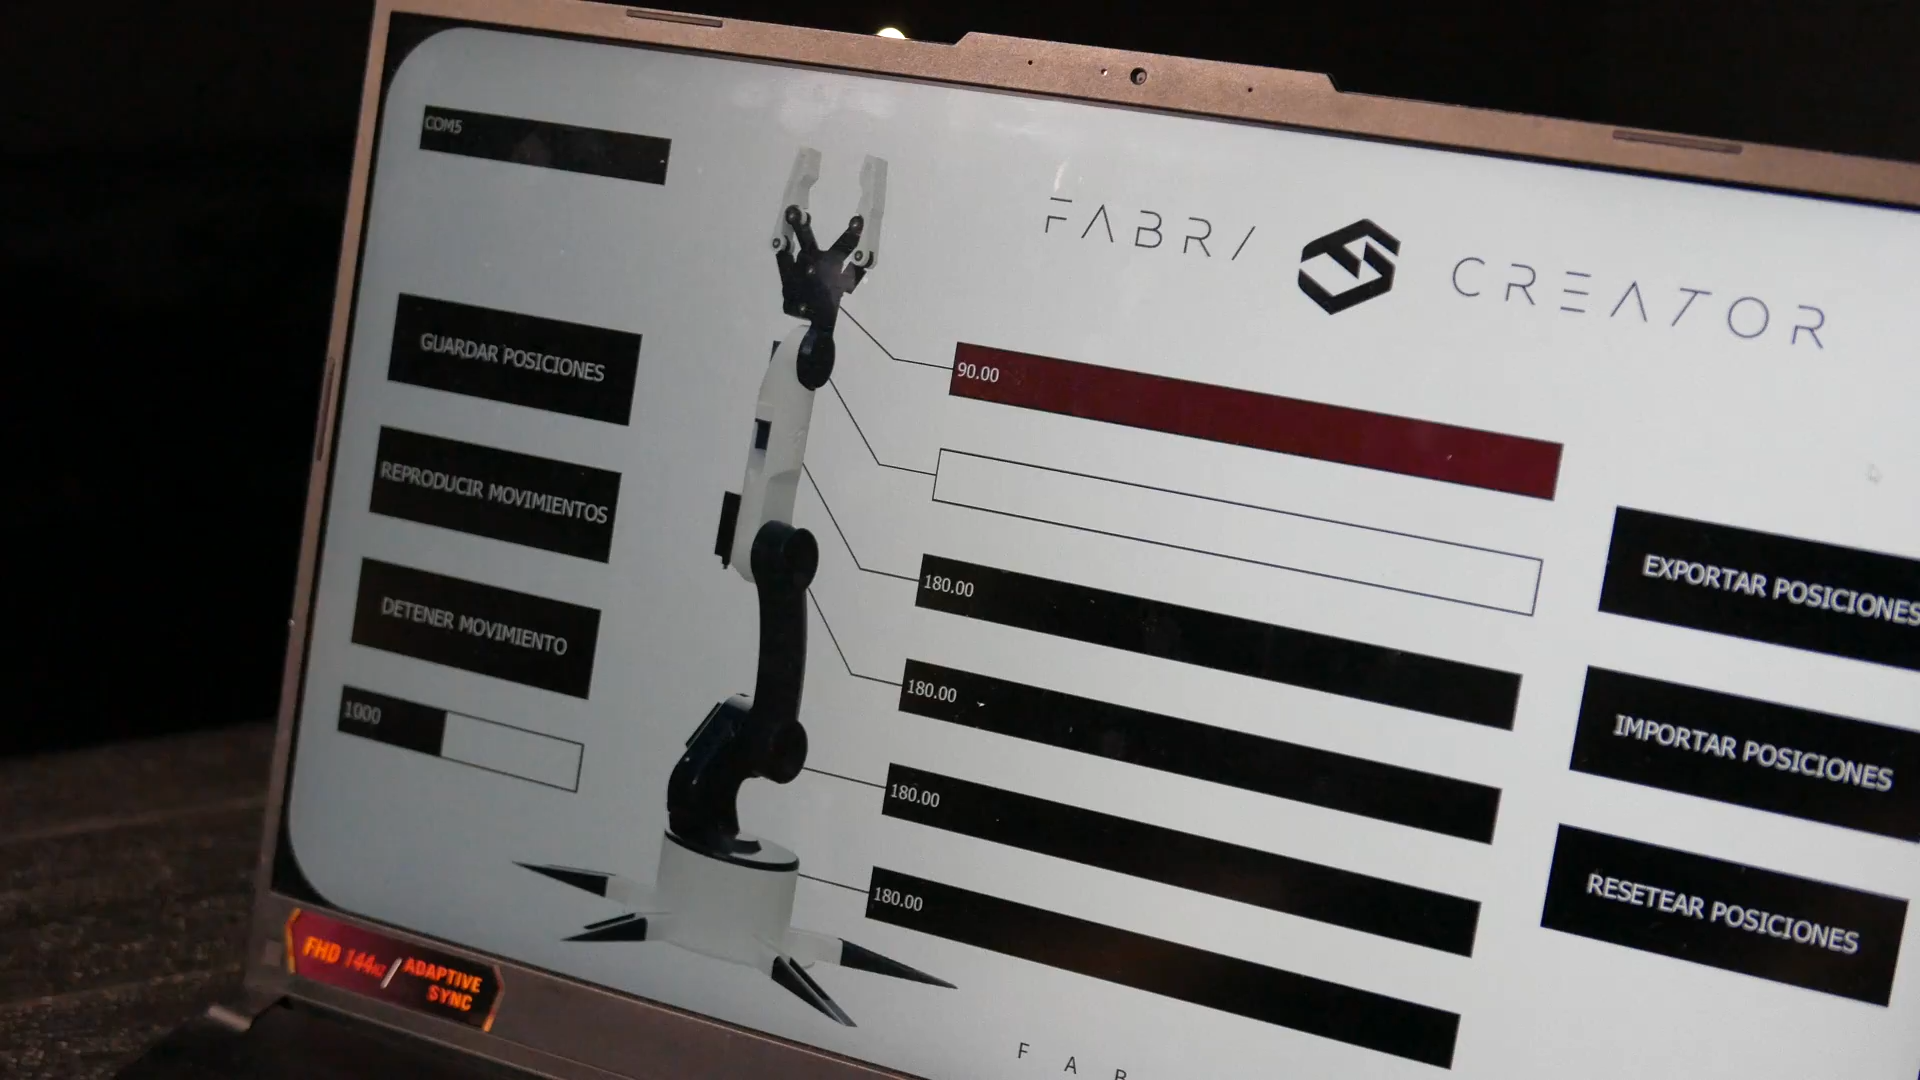 COM5
FABRI CREATOR
GUARDAR POSICIONES
REPRODUCIR MOVIMIENTOS
DETENER MOVIMIENTO
1000
90.00
180.00
180.00
180.00
180.00
EXPORTAR POSICIONES
IMPORTAR POSICIONES
RESETEAR POSICIONES
FHD 144Hz/ADAPTIVE
SYNC
F A B